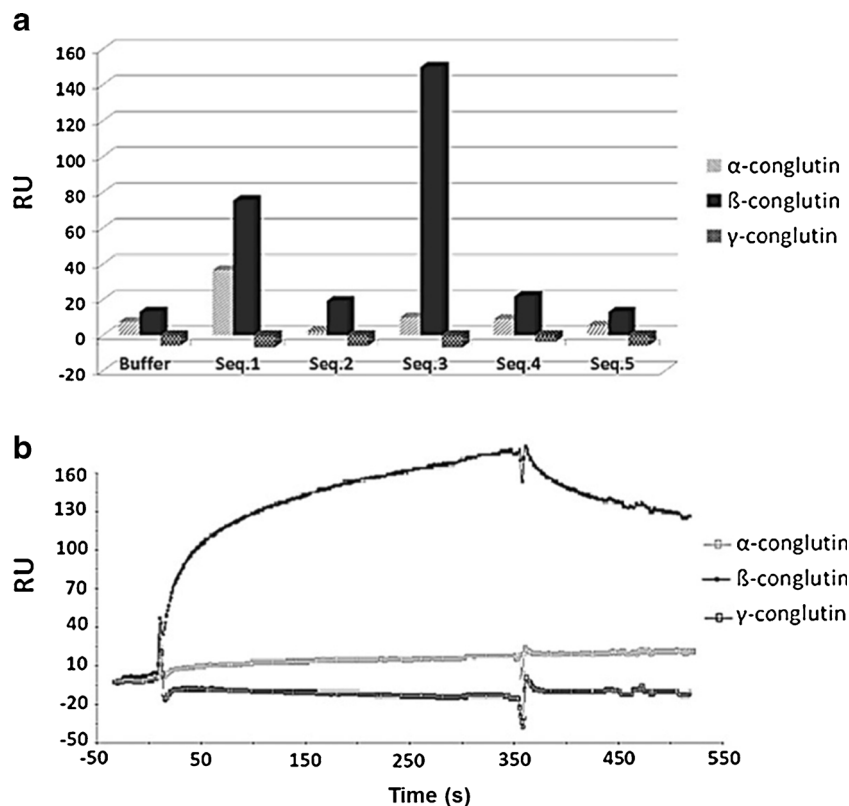 a
160
140
120
100
80
60
40
20
0
-20
RU
Buffer Seq.1 Seq.2 Seq.3 Seq.4 Seq.5
α-conglutin
ß-conglutin
γ-conglutin
b
160
130
100
70
40
10
-20
-50
RU
-50 50 150 250 350 450 550
Time (s)
α-conglutin
ß-conglutin
γ-conglutin